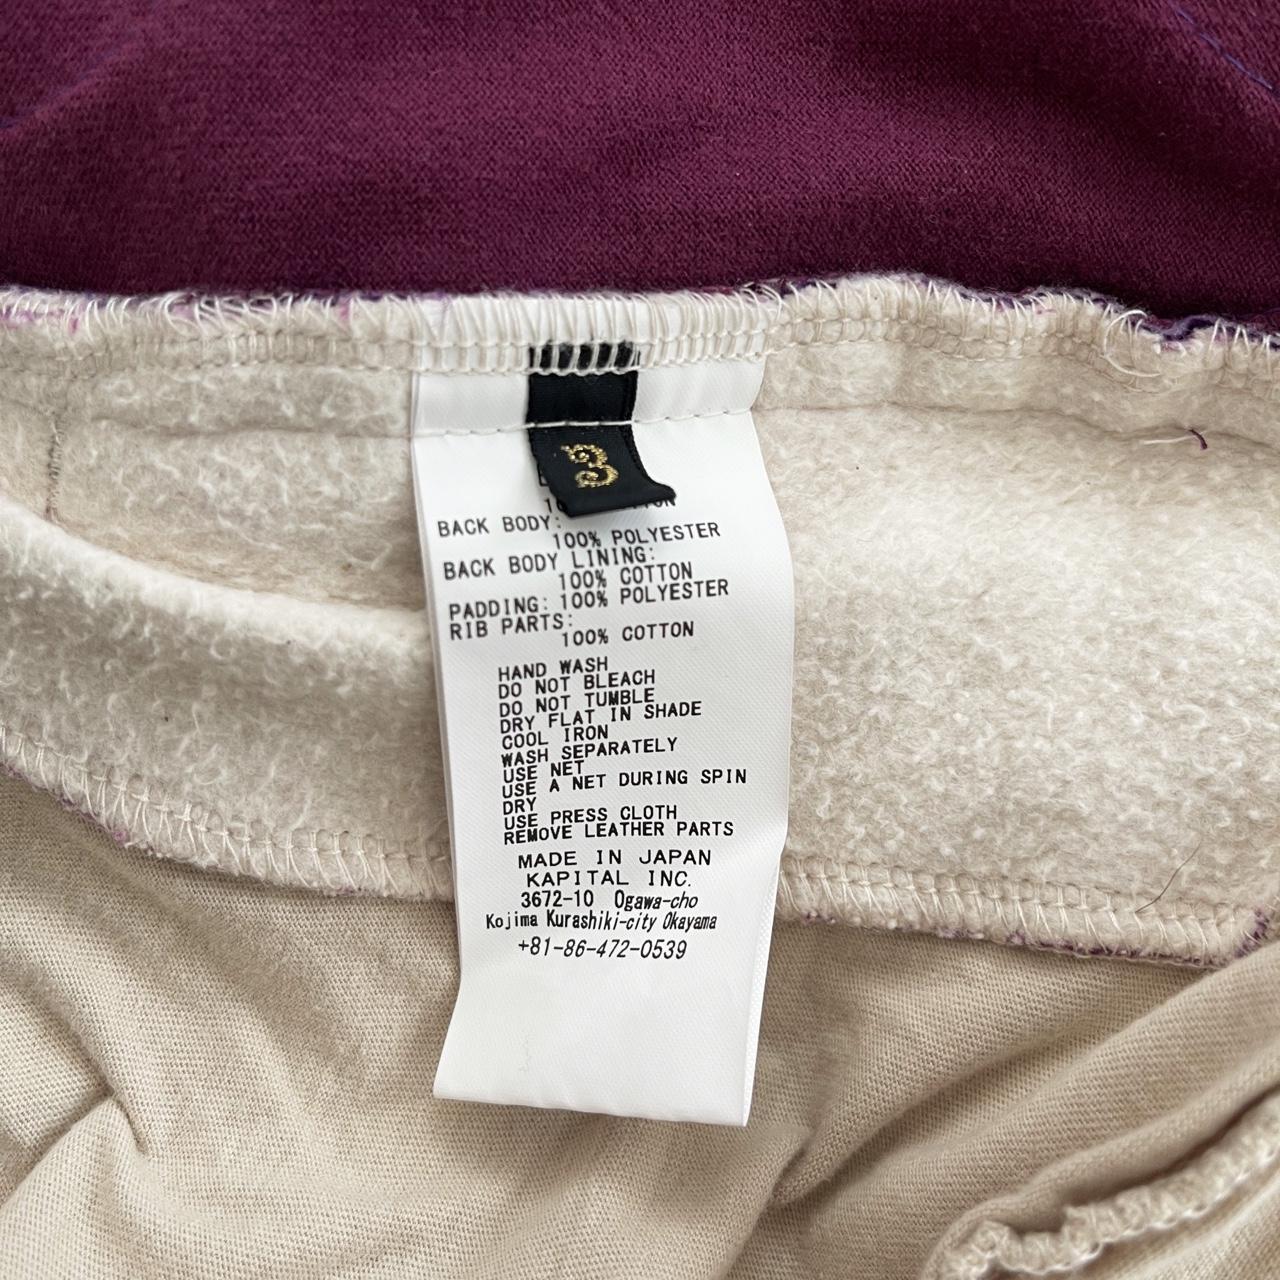 3
BACK BODY:
100% POLYESTER
BACK BODY LINING:
100% COTTON
PADDING: 100% POLYESTER
RIB PARTS:
100% COTTON
HAND WASH
DO NOT BLEACH
DO NOT TUMBLE
DRY FLAT IN SHADE
COOL IRON
WASH SEPARATELY
USE NET
USE A NET DURING SPIN
DRY
USE PRESS CLOTH
REMOVE LEATHER PARTS
MADE IN JAPAN
KAPITAL INC.
3672-10 Ogawa-cho
Kojima Kurashiki-city Okayama
+81-86-472-0539